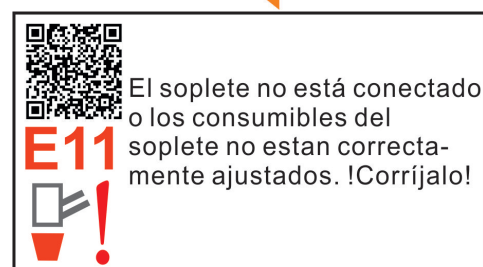 El soplete no está conectado
o los consumibles del
soplete no estan correcta-
mente ajustados. !Corríjalo!
E11